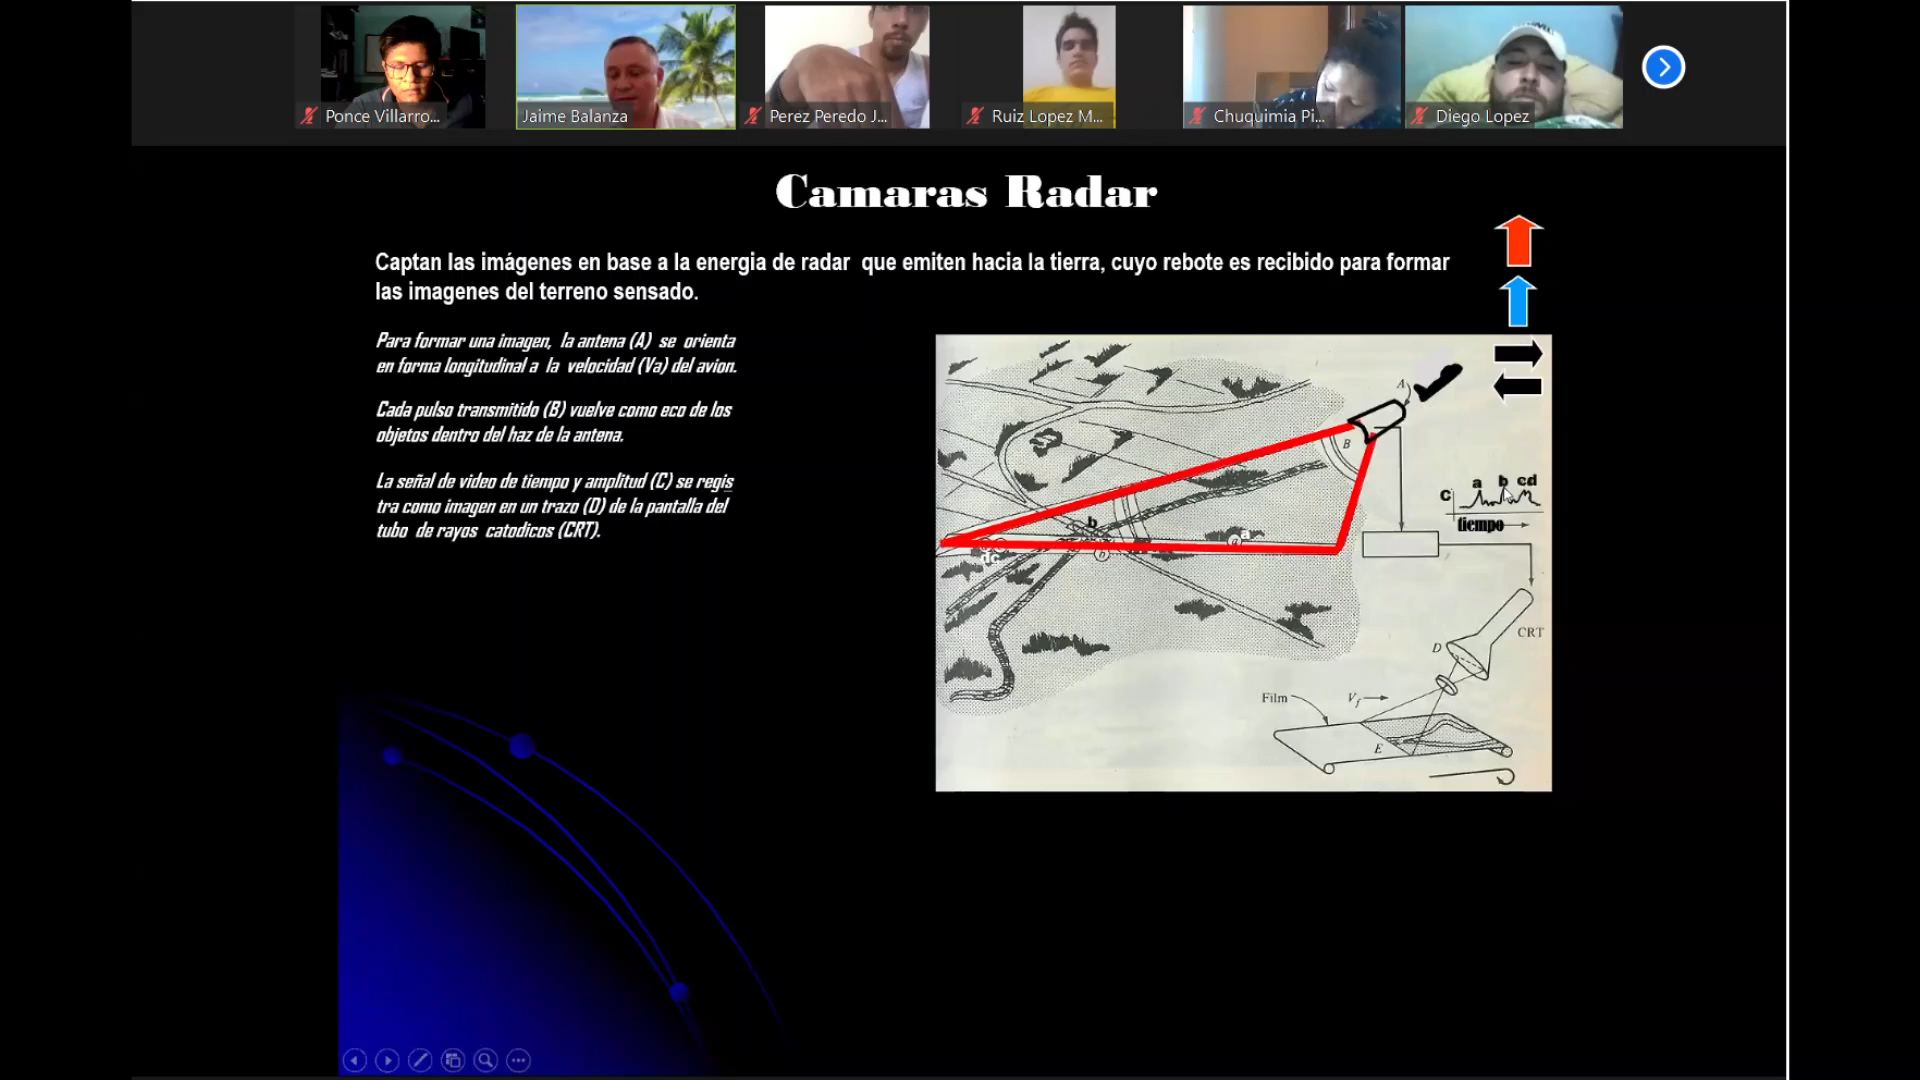 Ponce Villarro...
Jaime Balanza
Perez Peredo J...
Ruiz Lopez M...
Chuquimia Pi...
Diego Lopez
Camaras Radar
Captan las imágenes en base a la energia de radar que emiten hacia la tierra, cuyo rebote es recibido para formar
las imagenes del terreno sensado.
Para formar una imagen, la antena (A) se orienta
en forma longitudinal a la velocidad (Va) del avion.
Cada pulso transmitido (B) vuelve como eco de los
objetos dentro del haz de la antena.
La señal de video de tiempo y amplitud (C) se regis
tra como imagen en un trazo (D) de la pantalla del
tubo de rayos catodicos (CRT).
A
B
a b cd
C
tiempo
b
a a
b
dc
CRT
D
Film
Vf
E